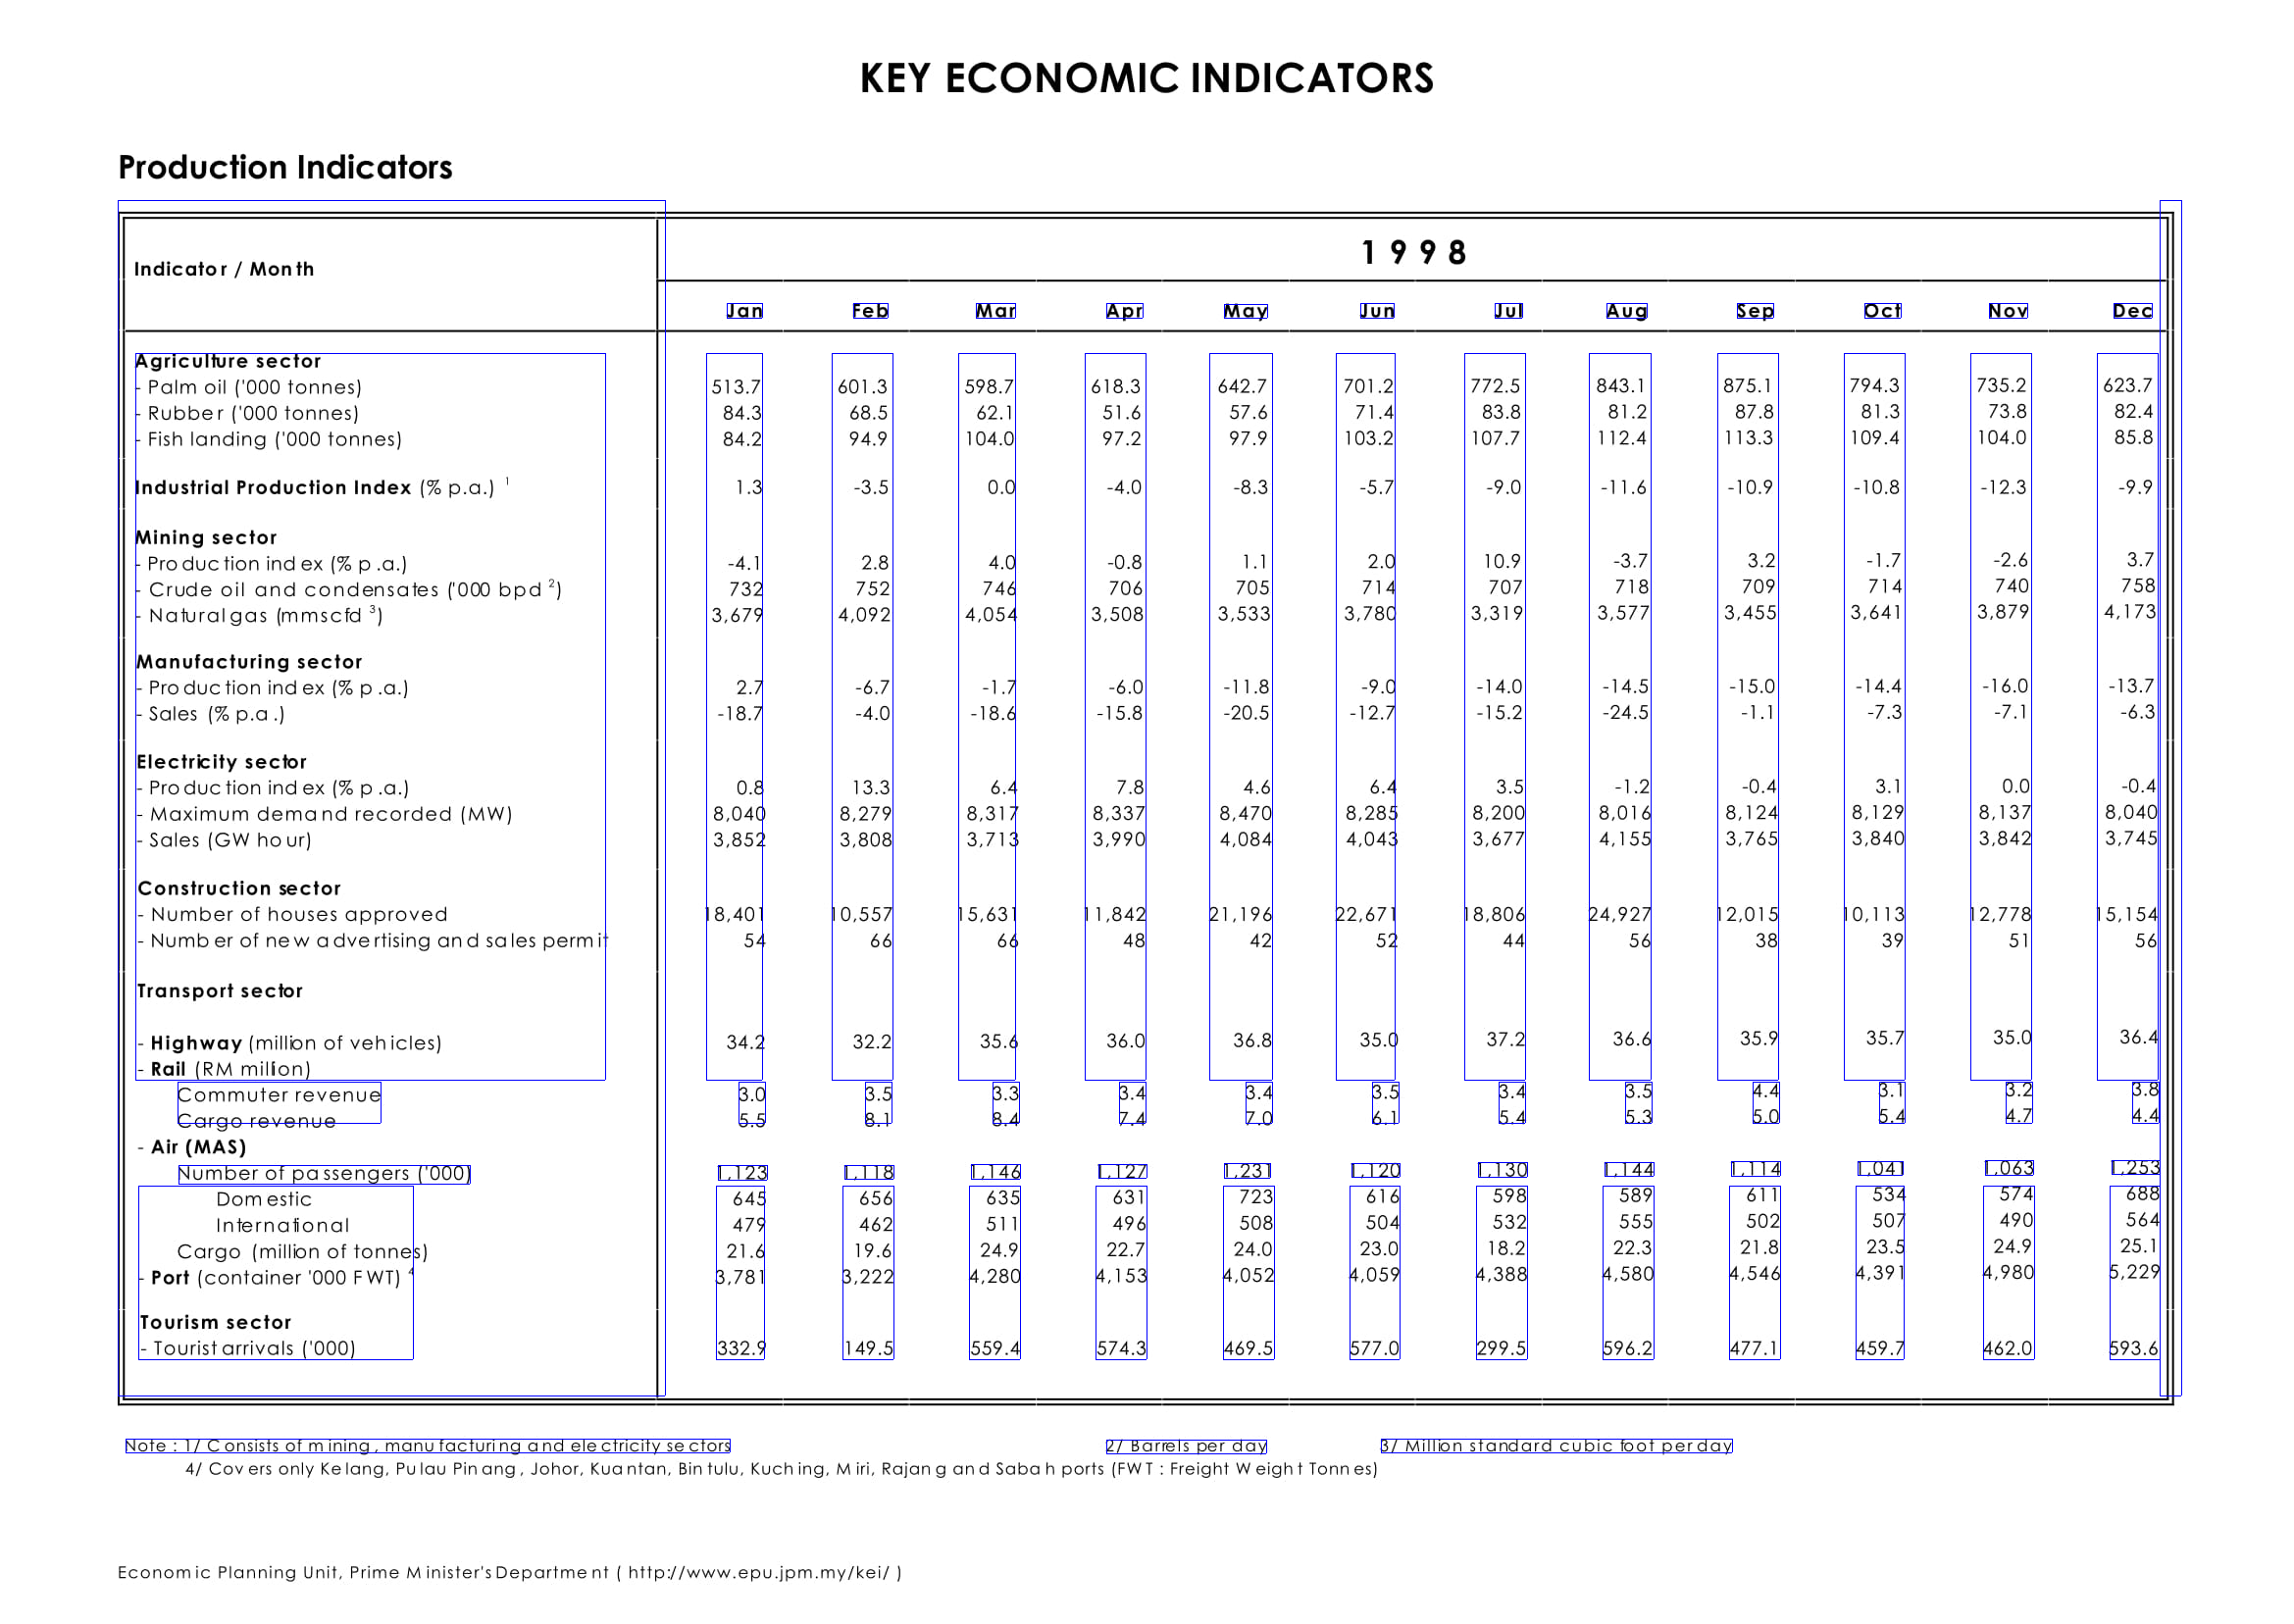 KEY ECONOMIC INDICATORS
Production Indicators
Indicator / Month 1 9 9 8
Jan Feb Mar Apr May Jun Jul Aug Sep Oct Nov Dec
Agriculture sector
- Palm oil ('000 tonnes) 513.7 601.3 598.7 618.3 642.7 701.2 772.5 843.1 875.1 794.3 735.2 623.7
- Rubber ('000 tonnes) 84.3 68.5 62.1 51.6 57.6 71.4 83.8 81.2 87.8 81.3 73.8 82.4
- Fish landing ('000 tonnes) 84.2 94.9 104.0 97.2 97.9 103.2 107.7 112.4 113.3 109.4 104.0 85.8
Industrial Production Index (% p.a.) 1 1.3 -3.5 0.0 -4.0 -8.3 -5.7 -9.0 -11.6 -10.9 -10.8 -12.3 -9.9
Mining sector
- Production index (% p.a.) -4.1 2.8 4.0 -0.8 1.1 2.0 10.9 -3.7 3.2 -1.7 -2.6 3.7
- Crude oil and condensates ('000 bpd 2) 732 752 746 706 705 714 707 718 709 714 740 758
- Natural gas (mmscfd 3) 3,679 4,092 4,054 3,508 3,533 3,780 3,319 3,577 3,455 3,641 3,879 4,173
Manufacturing sector
- Production index (% p.a.) 2.7 -6.7 -1.7 -6.0 -11.8 -9.0 -14.0 -14.5 -15.0 -14.4 -16.0 -13.7
- Sales (% p.a.) -18.7 -4.0 -18.6 -15.8 -20.5 -12.7 -15.2 -24.5 -1.1 -7.3 -7.1 -6.3
Electricity sector
- Production index (% p.a.) 0.8 13.3 6.4 7.8 4.6 6.4 3.5 -1.2 -0.4 3.1 0.0 -0.4
- Maximum demand recorded (MW) 8,040 8,279 8,317 8,337 8,470 8,285 8,200 8,016 8,124 8,129 8,137 8,040
- Sales (GW hour) 3,852 3,808 3,713 3,990 4,084 4,043 3,677 4,155 3,765 3,840 3,842 3,745
Construction sector
- Number of houses approved 18,401 10,557 15,631 11,842 21,196 22,671 18,806 24,927 12,015 10,113 12,778 15,154
- Number of new advertising and sales permit 54 66 66 48 42 52 44 56 38 39 51 56
Transport sector
- Highway (million of vehicles) 34.2 32.2 35.6 36.0 36.8 35.0 37.2 36.6 35.9 35.7 35.0 36.4
- Rail (RM million)
Commuter revenue 3.0 3.5 3.3 3.4 3.4 3.5 3.4 3.5 4.4 3.1 3.2 3.8
Cargo revenue 5.5 8.1 8.4 7.4 7.0 6.1 5.4 5.3 5.0 5.4 4.7 4.4
- Air (MAS)
Number of passengers ('000) 1,123 1,118 1,146 1,127 1,231 1,120 1,130 1,144 1,114 1,041 1,063 1,253
Domestic 645 656 635 631 723 616 598 589 611 534 574 688
International 479 462 511 496 508 504 532 555 502 507 490 564
Cargo (million of tonnes) 21.6 19.6 24.9 22.7 24.0 23.0 18.2 22.3 21.8 23.5 24.9 25.1
- Port (container '000 FWT) 4 3,781 3,222 4,280 4,153 4,052 4,059 4,388 4,580 4,546 4,391 4,980 5,229
Tourism sector
- Tourist arrivals ('000) 332.9 149.5 559.4 574.3 469.5 577.0 299.5 596.2 477.1 459.7 462.0 593.6
Note : 1/ Consists of mining, manufacturing and electricity sectors 2/ Barrels per day 3/ Million standard cubic foot per day
4/ Covers only Kelang, Pulau Pinang, Johor, Kuantan, Bintulu, Kuching, Miri, Rajang and Sabah ports (FWT : Freight Weight Tonnes)
Economic Planning Unit, Prime Minister's Department ( http://www.epu.jpm.my/kei/ )